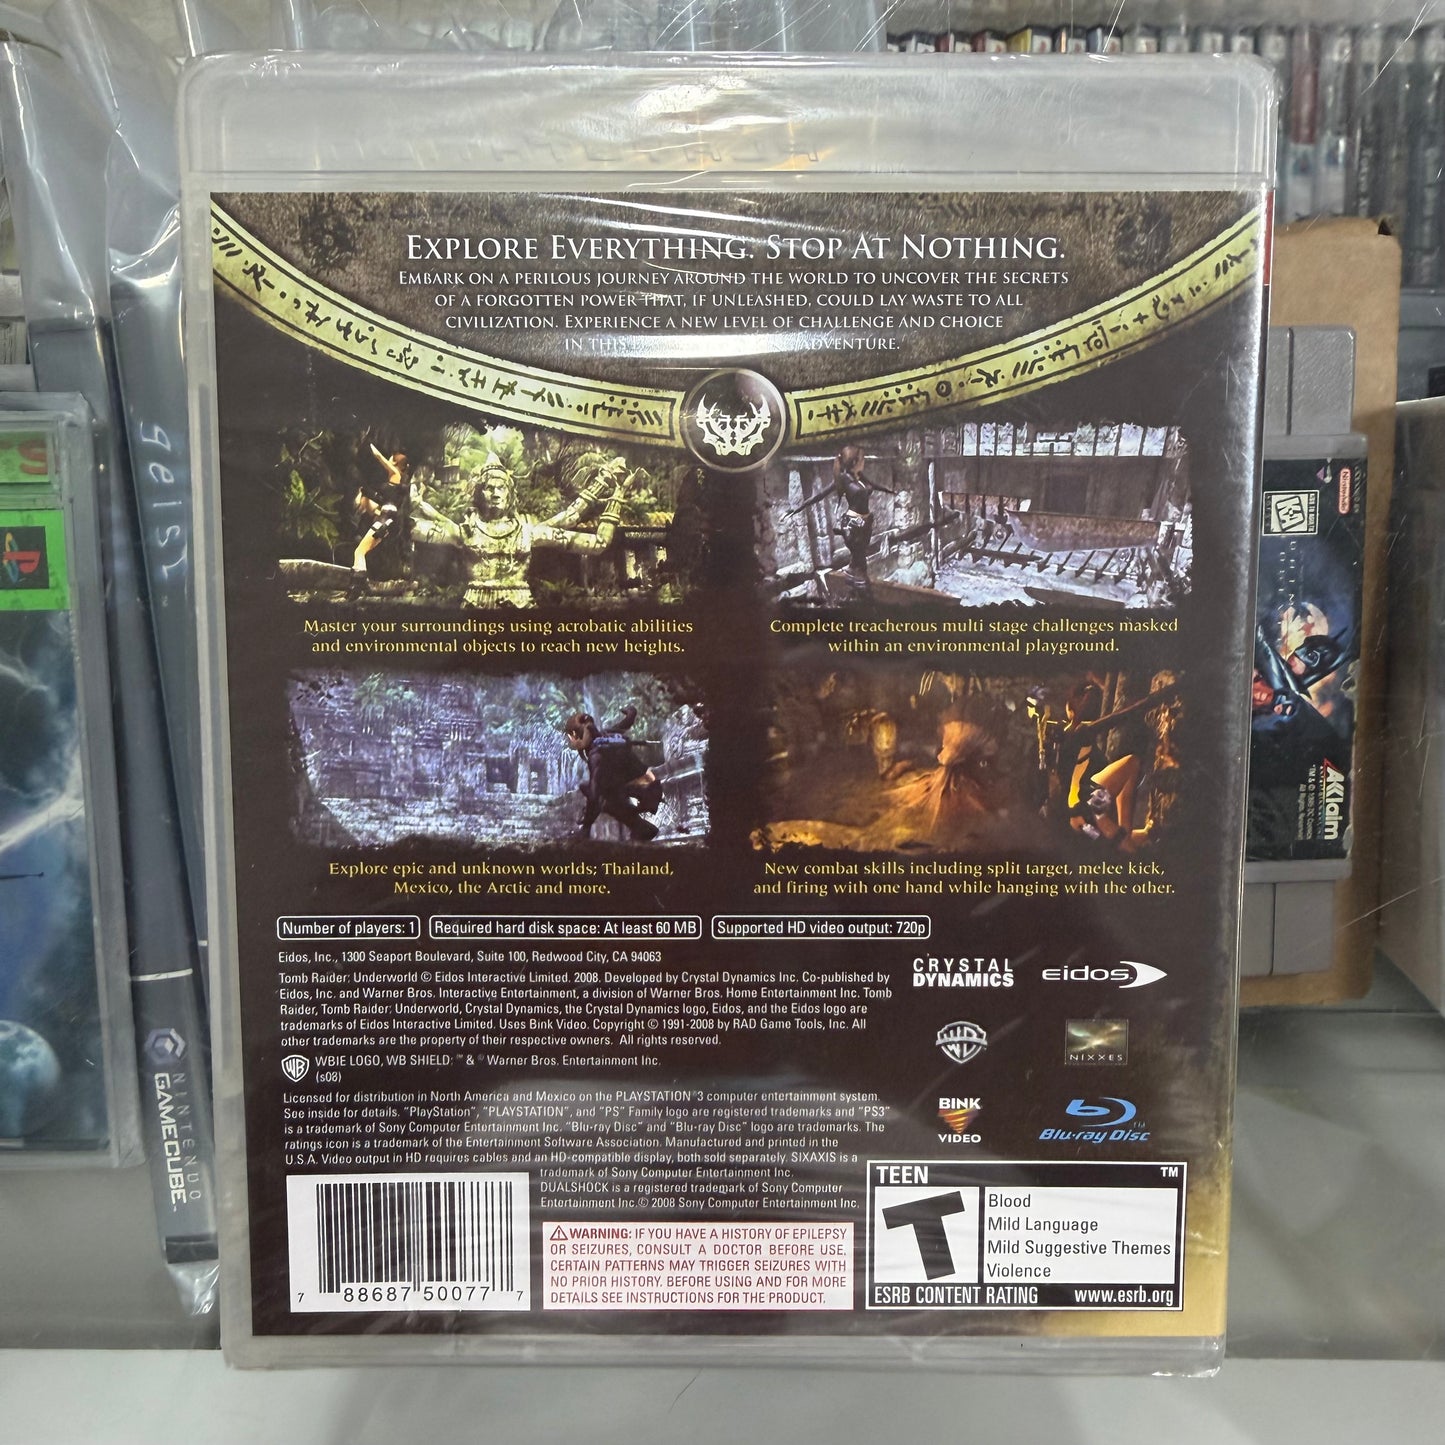 EXPLORE EVERYTHING. STOP AT NOTHING.
EMBARK ON A PERILOUS JOURNEY AROUND THE WORLD TO UNCOVER THE SECRETS
OF A FORGOTTEN POWER THAT, IF UNLEASHED, COULD LAY WASTE TO ALL
CIVILIZATION. EXPERIENCE A NEW LEVEL OF CHALLENGE AND CHOICE
IN THIS ADVENTURE.
Master your surroundings using acrobatic abilities
and environmental objects to reach new heights.
Complete treacherous multi stage challenges masked
within an environmental playground.
Explore epic and unknown worlds; Thailand,
Mexico, the Arctic and more.
New combat skills including split target, melee kick,
and firing with one hand while hanging with the other.
Number of players: 1
Required hard disk space: At least 60 MB
Supported HD video output: 720p
Eidos, Inc., 1300 Seaport Boulevard, Suite 100, Redwood City, CA 94063
Tomb Raider: Underworld © Eidos Interactive Limited. 2008. Developed by Crystal Dynamics Inc. Co-published by
Eidos, Inc. and Warner Bros. Interactive Entertainment, a division of Warner Bros. Home Entertainment Inc. Tomb
Raider, Tomb Raider: Underworld, Crystal Dynamics, the Crystal Dynamics logo, Eidos, and the Eidos logo are
trademarks of Eidos Interactive Limited. Uses Bink Video. Copyright © 1991-2008 by RAD Game Tools, Inc. All
other trademarks are the property of their respective owners. All rights reserved.
WB
WBIE LOGO, WB SHIELD: ™ & © Warner Bros. Entertainment Inc.
(s08)
Licensed for distribution in North America and Mexico on the PLAYSTATION®3 computer entertainment system.
See inside for details. "PlayStation", "PLAYSTATION", and "PS" Family logo are registered trademarks and "PS3"
is a trademark of Sony Computer Entertainment Inc. "Blu-ray Disc" and "Blu-ray Disc" logo are trademarks. The
ratings icon is a trademark of the Entertainment Software Association. Manufactured and printed in the
U.S.A. Video output in HD requires cables and an HD-compatible display, both sold separately. SIXAXIS is a
trademark of Sony Computer Entertainment Inc.
DUALSHOCK is a registered trademark of Sony Computer
Entertainment Inc. © 2008 Sony Computer Entertainment Inc.
CRYSTAL
DYNAMICS
eidos
WB
NIXXES
BINK
VIDEO
Blu-ray Disc
7 88687 50077 7
WARNING: IF YOU HAVE A HISTORY OF EPILEPSY
OR SEIZURES, CONSULT A DOCTOR BEFORE USE.
CERTAIN PATTERNS MAY TRIGGER SEIZURES WITH
NO PRIOR HISTORY. BEFORE USING AND FOR MORE
DETAILS SEE INSTRUCTIONS FOR THE PRODUCT.
TEEN ™
T
Blood
Mild Language
Mild Suggestive Themes
Violence
ESRB CONTENT RATING www.esrb.org
geist
NINTENDO
GAMECUBE
Nintendo
K-A
AKklaim